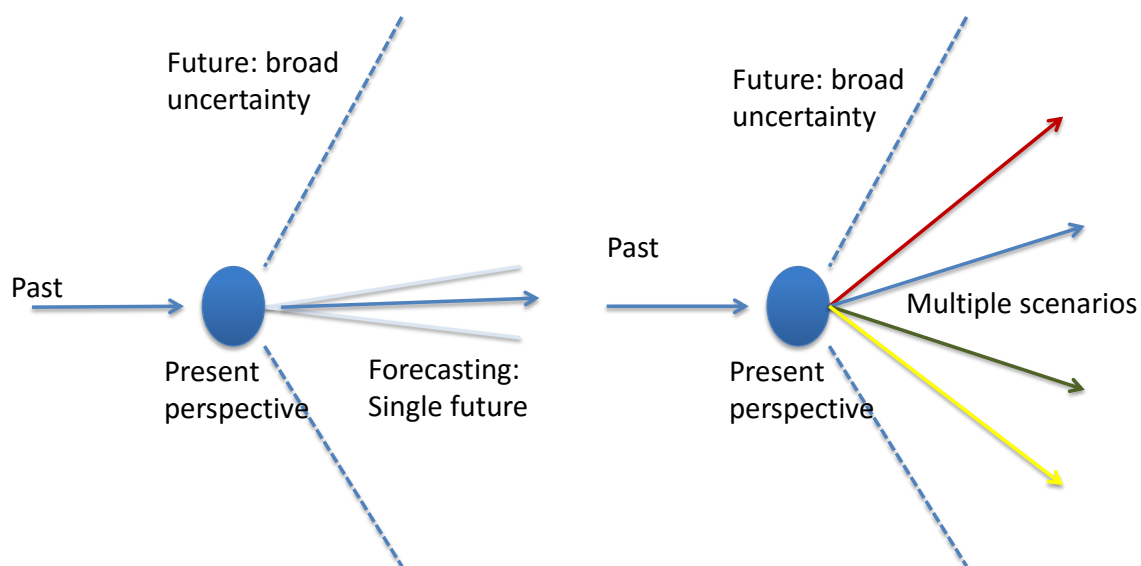 Future: broad
uncertainty
Past
Present
perspective
Forecasting:
Single future
Future: broad
uncertainty
Past
Multiple scenarios
Present
perspective